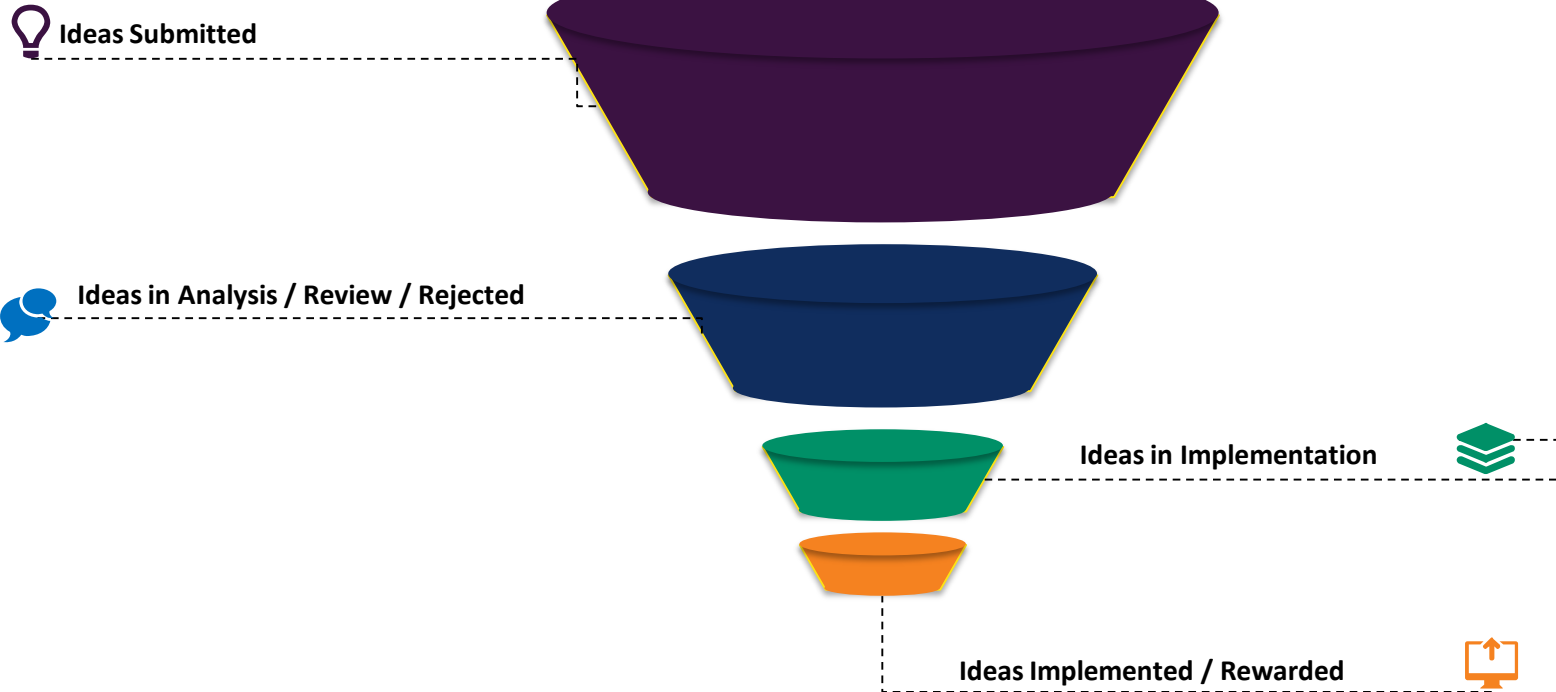 Ideas Submitted
Ideas in Analysis / Review / Rejected
Ideas in Implementation
Ideas Implemented / Rewarded